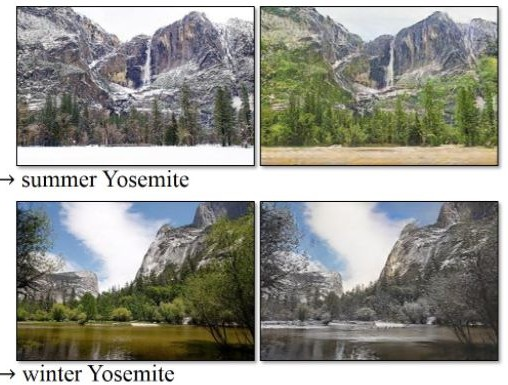 → summer Yosemite
→ winter Yosemite